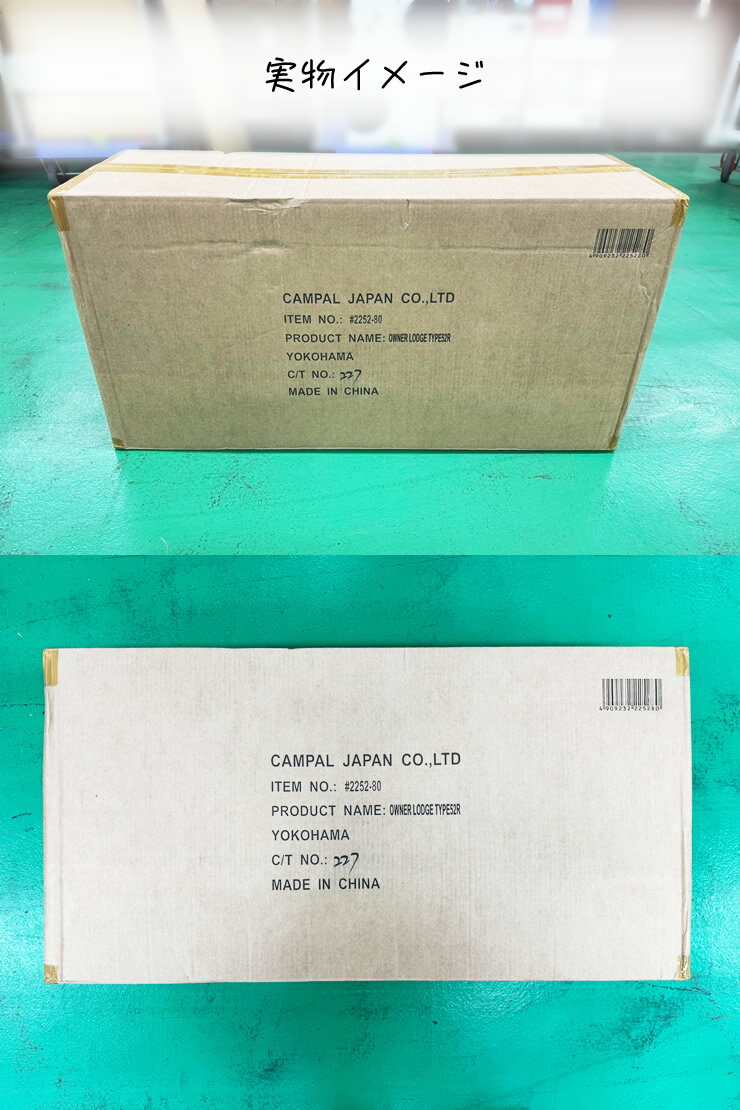 実物イメージ
4909232225280
CAMPAL JAPAN CO.,LTD
ITEM NO.: #2252-80
PRODUCT NAME: OWNER LODGE TYPE52R
YOKOHAMA
C/T NO.: 227
MADE IN CHINA
4909232225280
CAMPAL JAPAN CO.,LTD
ITEM NO.: #2252-80
PRODUCT NAME: OWNER LODGE TYPE52R
YOKOHAMA
C/T NO.: 227
MADE IN CHINA